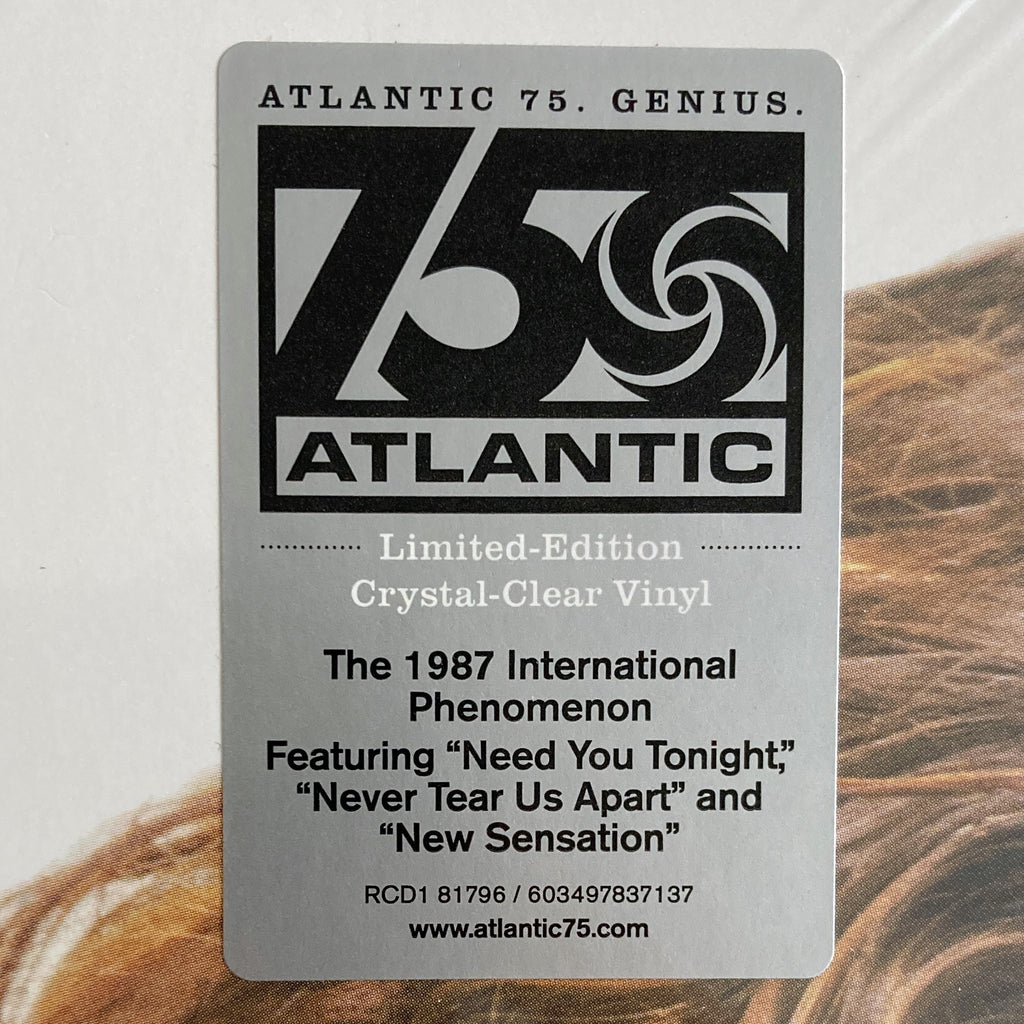 ATLANTIC 75. GENIUS.
75
ATLANTIC
Limited-Edition
Crystal-Clear Vinyl
The 1987 International
Phenomenon
Featuring “Need You Tonight,”
“Never Tear Us Apart” and
“New Sensation”
RCD1 81796 / 603497837137
www.atlantic75.com